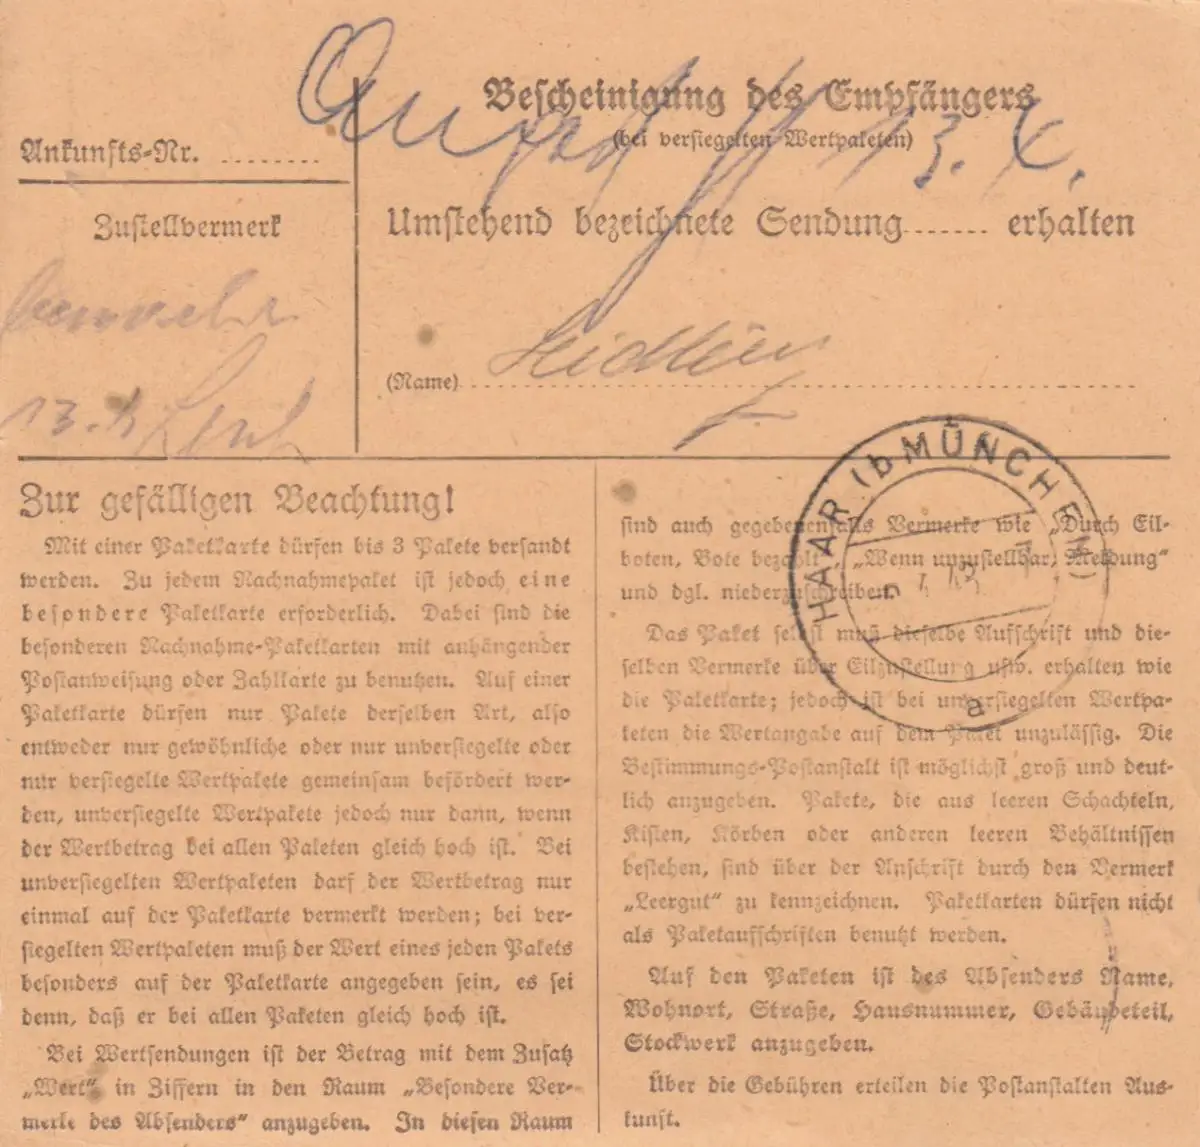 Ankunfts-Nr. ........
Zustellvermerk
13.
Bescheinigung des Empfängers
(bei versiegelten Wertpaketen)
13. 4.
Umstehend bezeichnete Sendung....... erhalten
(Name)
HAAR (b MÜNCHEN)
a
Zur gefälligen Beachtung!
Mit einer Paketkarte dürfen bis 3 Pakete versandt
werden. Zu jedem Nachnahmepaket ist jedoch eine
besondere Paketkarte erforderlich. Dabei sind die
besonderen Nachnahme-Paketkarten mit anhängender
Postanweisung oder Zahlkarte zu benutzen. Auf einer
Paketkarte dürfen nur Pakete derselben Art, also
entweder nur gewöhnliche oder nur unversiegelte oder
nur versiegelte Wertpakete gemeinsam befördert wer-
den, unversiegelte Wertpakete jedoch nur dann, wenn
der Wertbetrag bei allen Paketen gleich hoch ist. Bei
unversiegelten Wertpaketen darf der Wertbetrag nur
einmal auf der Paketkarte vermerkt werden; bei ver-
siegelten Wertpaketen muß der Wert eines jeden Pakets
besonders auf der Paketkarte angegeben sein, es sei
denn, daß er bei allen Paketen gleich hoch ist.
Bei Wertsendungen ist der Betrag mit dem Zusatz
„Wert" in Ziffern in den Raum „Besondere Ver-
merke des Absenders" anzugeben. In diesen Raum
sind auch gegebenenfalls Vermerke wie „Durch Eil-
boten, Bote bezahlt", „Wenn unzustellbar, Meldung"
und dgl. niederzuschreiben.
Das Paket selbst muß dieselbe Aufschrift und die-
selben Vermerke über Eilzustellung usw. erhalten wie
die Paketkarte; jedoch ist bei unversiegelten Wertpa-
keten die Wertangabe auf dem Paket unzulässig. Die
Bestimmungs-Postanstalt ist möglichst groß und deut-
lich anzugeben. Pakete, die aus leeren Schachteln,
Kisten, Körben oder anderen leeren Behältnissen
bestehen, sind über der Anschrift durch den Vermerk
„Leergut" zu kennzeichnen. Paketkarten dürfen nicht
als Paketaufschriften benutzt werden.
Auf den Paketen ist des Absenders Name,
Wohnort, Straße, Hausnummer, Gebäudeteil,
Stockwerk anzugeben.
Über die Gebühren erteilen die Postanstalten Aus-
kunft.